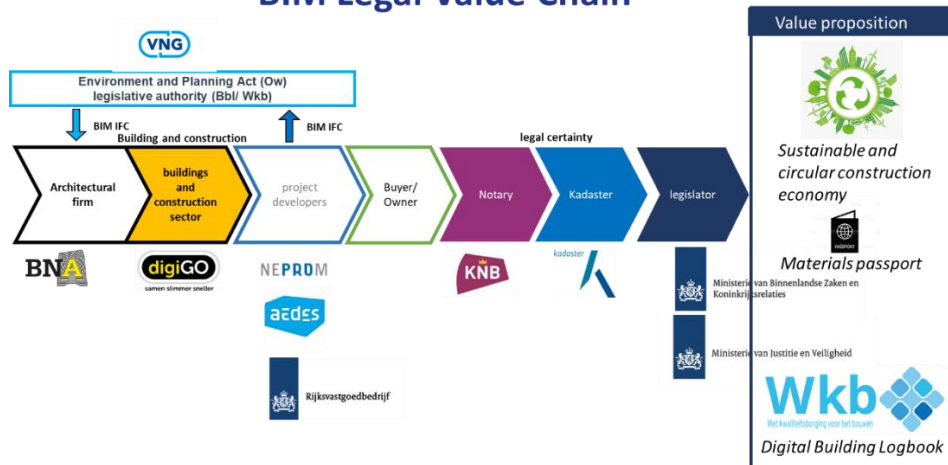 BIM Legal Value Chain
Value proposition
VNG
Environment and Planning Act (Ow)
legislative authority (Bbl/ Wkb)
BIM IFC
BIM IFC
Building and construction
legal certainty
Architectural
firm
buildings
and
construction
sector
project
developers
Buyer/
Owner
Notary
Kadaster
legislator
Sustainable and
circular construction
economy
Materials passport
BNA
digiGO
samen slimmer sneller
NEPROM
aedes
Rijksvastgoedbedrijf
KNB
kadaster
Ministerie van Binnenlandse Zaken en
Koninkrijksrelaties
Ministerie van Justitie en Veiligheid
Wkb
Wet kwaliteitsborging voor het bouwen
Digital Building Logbook